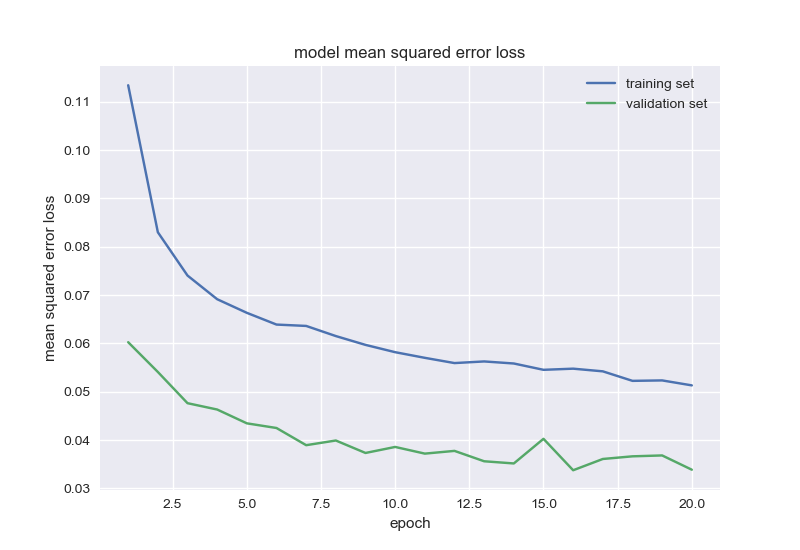 model mean squared error loss
training set
validation set
0.11
0.10
0.09
0.08
0.07
0.06
0.05
0.04
0.03
mean squared error loss
2.5 5.0 7.5 10.0 12.5 15.0 17.5 20.0
epoch